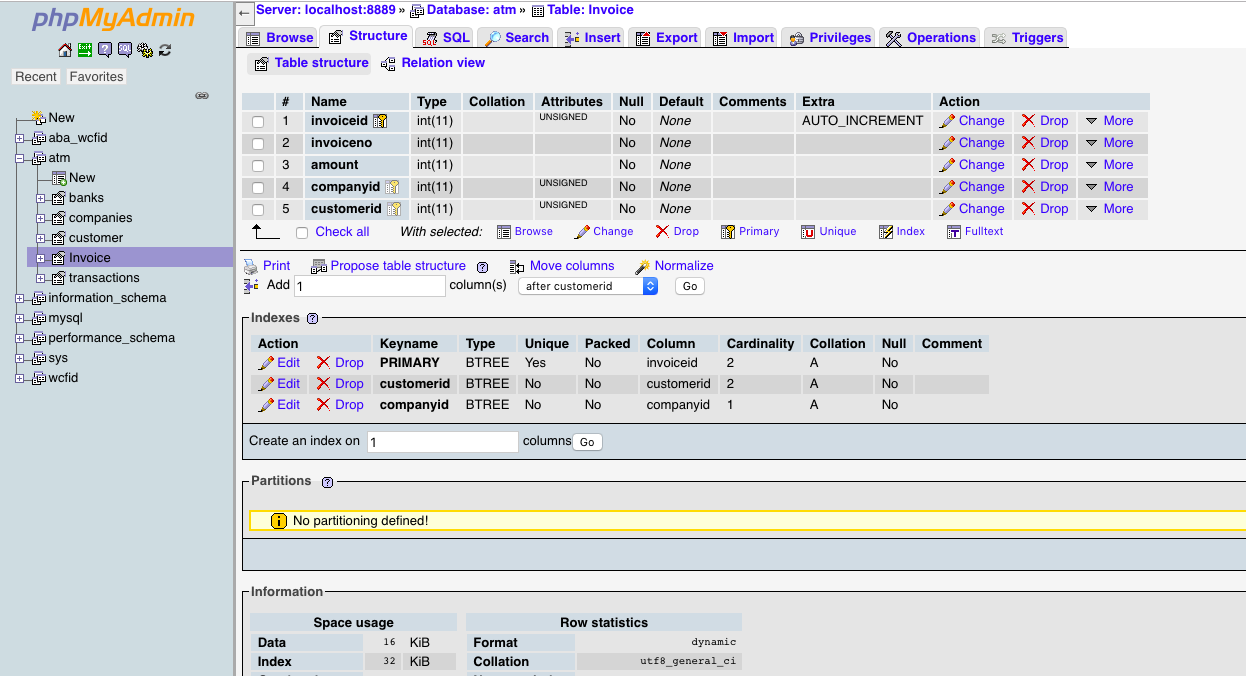 phpMyAdmin
Recent Favorites
New
aba_wcfid
atm
New
banks
companies
customer
Invoice
transactions
information_schema
mysql
performance_schema
sys
wcfid
Server: localhost:8889 » Database: atm » Table: Invoice
Browse Structure SQL Search Insert Export Import Privileges Operations Triggers
Table structure Relation view
# Name Type Collation Attributes Null Default Comments Extra Action
1 invoiceid int(11) UNSIGNED No None AUTO_INCREMENT Change Drop More
2 invoiceno int(11) No None Change Drop More
3 amount int(11) No None Change Drop More
4 companyid int(11) UNSIGNED No None Change Drop More
5 customerid int(11) UNSIGNED No None Change Drop More
Check all With selected: Browse Change Drop Primary Unique Index Fulltext
Print Propose table structure Move columns Normalize
Add 1 column(s) after customerid Go
Indexes
Action Keyname Type Unique Packed Column Cardinality Collation Null Comment
Edit Drop PRIMARY BTREE Yes No invoiceid 2 A No
Edit Drop customerid BTREE No No customerid 2 A No
Edit Drop companyid BTREE No No companyid 1 A No
Create an index on 1 columns Go
Partitions
No partitioning defined!
Information
Space usage Row statistics
Data 16 KiB Format dynamic
Index 32 KiB Collation utf8_general_ci